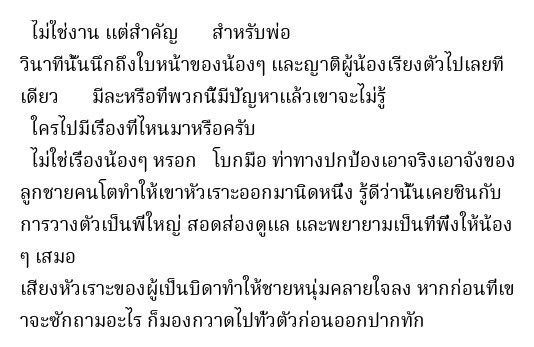 ไม่ใช่งาน แต่สำคัญ สำหรับพ่อ
วินาทีนั้นนึกถึงใบหน้าของน้องๆ และญาติผู้น้องเรียงตัวไปเลยที
เดียว มีละหรือที่พวกนี้มีปัญหาแล้วเขาจะไม่รู้
ใครไปมีเรื่องที่ไหนมาหรือครับ
ไม่ใช่เรื่องน้องๆ หรอก โบกมือ ท่าทางปกป้องเอาจริงเอาจังของ
ลูกชายคนโตทำให้เขาหัวเราะออกมานิดหนึ่ง รู้ดีว่านั้นเคยชินกับ
การวางตัวเป็นพี่ใหญ่ สอดส่องดูแล และพยายามเป็นที่พึ่งให้น้อง
ๆ เสมอ
เสียงหัวเราะของผู้เป็นบิดาทำให้ชายหนุ่มคลายใจลง หากก่อนที่เข
าจะซักถามอะไร ก็มองกวาดไปทั่วตัวก่อนออกปากทัก